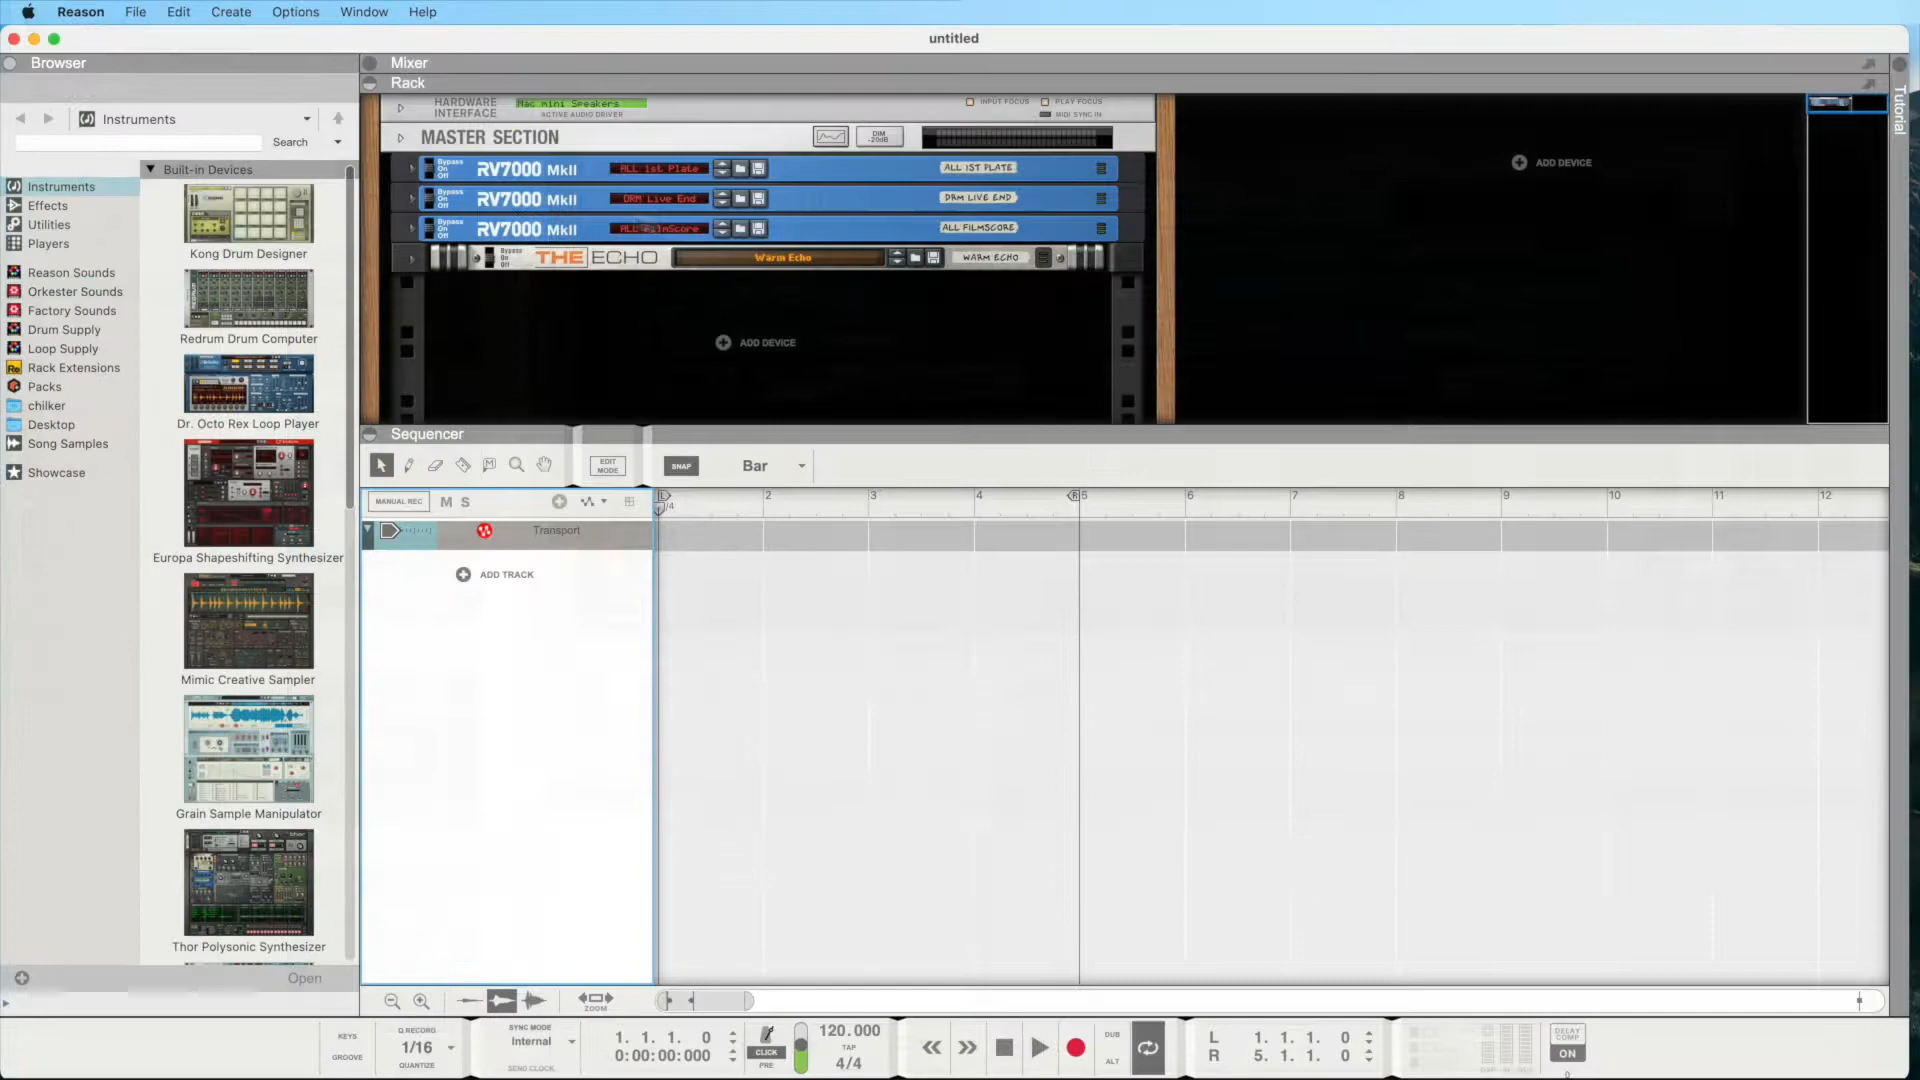 Reason File Edit Create Options Window Help
untitled
Browser
Mixer
Rack
Tutorial
Instruments
Search
Built-in Devices
Instruments
Effects
Utilities
Players
Reason Sounds
Orkester Sounds
Factory Sounds
Drum Supply
Loop Supply
Rack Extensions
Packs
chilker
Desktop
Song Samples
Showcase
Kong Drum Designer
Redrum Drum Computer
Dr. Octo Rex Loop Player
Europa Shapeshifting Synthesizer
Mimic Creative Sampler
Grain Sample Manipulator
Thor Polysonic Synthesizer
Open
HARDWARE INTERFACE
Mac mini Speakers
ACTIVE AUDIO DRIVER
INPUT FOCUS PLAY FOCUS
MIDI SYNC IN
MASTER SECTION
DIM -20dB
Bypass On Off RV7000 MkII ALL 1st Plate ALL 1ST PLATE
Bypass On Off RV7000 MkII DRM Live End DRM LIVE END
Bypass On Off RV7000 MkII ALL FilmScore ALL FILMSCORE
Bypass On Off THE ECHO Warm Echo WARM ECHO
ADD DEVICE
ADD DEVICE
Sequencer
EDIT MODE
SNAP
Bar
MANUAL REC M S
L /4 2 3 4 R 5 6 7 8 9 10 11 12
Transport
ADD TRACK
ZOOM
KEYS
GROOVE
Q RECORD
1/16
QUANTIZE
SYNC MODE
Internal
SEND CLOCK
1. 1. 1. 0
0:00:00:000
CLICK
PRE
120.000
TAP
4/4
DUB
ALT
L 1. 1. 1. 0
R 5. 1. 1. 0
DSP IN OUT
DELAY COMP
ON
0